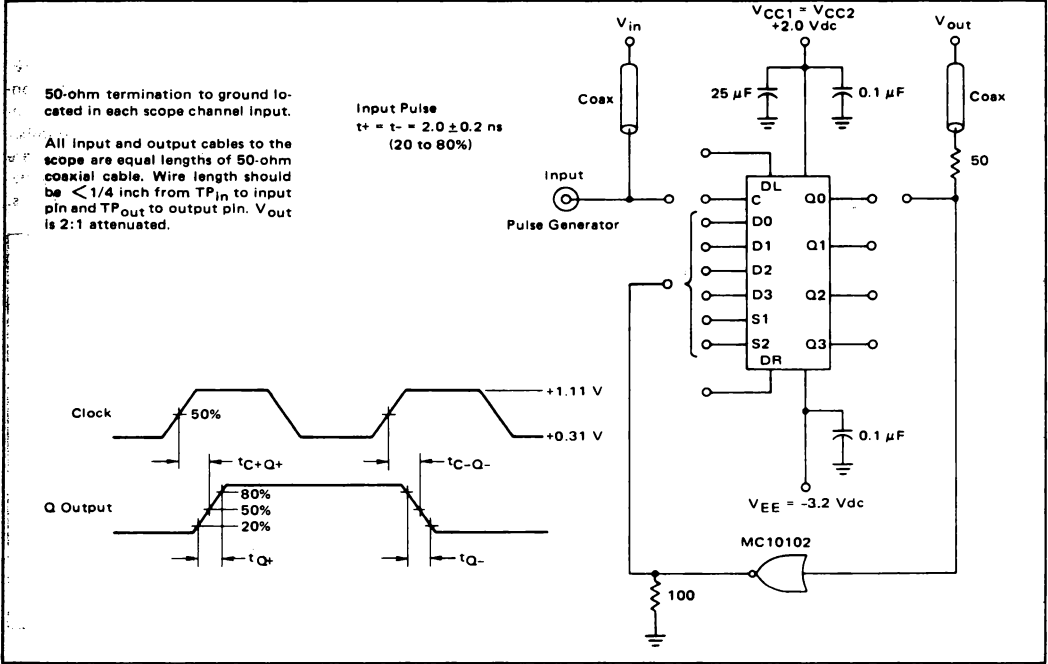 50-ohm termination to ground lo-
cated in each scope channel input.
All input and output cables to the
scope are equal lengths of 50-ohm
coaxial cable. Wire length should
be < 1/4 inch from TPin to input
pin and TPout to output pin. Vout
is 2:1 attenuated.
Input Pulse
t+ = t- = 2.0 ±0.2 ns
(20 to 80%)
Vin
VCC1 = VCC2
+2.0 Vdc
Vout
Coax
25 µF
0.1 µF
Coax
50
Input
Pulse Generator
DL
C
D0
D1
D2
D3
S1
S2
DR
Q0
Q1
Q2
Q3
0.1 µF
VEE = -3.2 Vdc
MC10102
100
Clock
50%
+1.11 V
+0.31 V
tC+Q+
tC-Q-
Q Output
80%
50%
20%
tQ+
tQ-